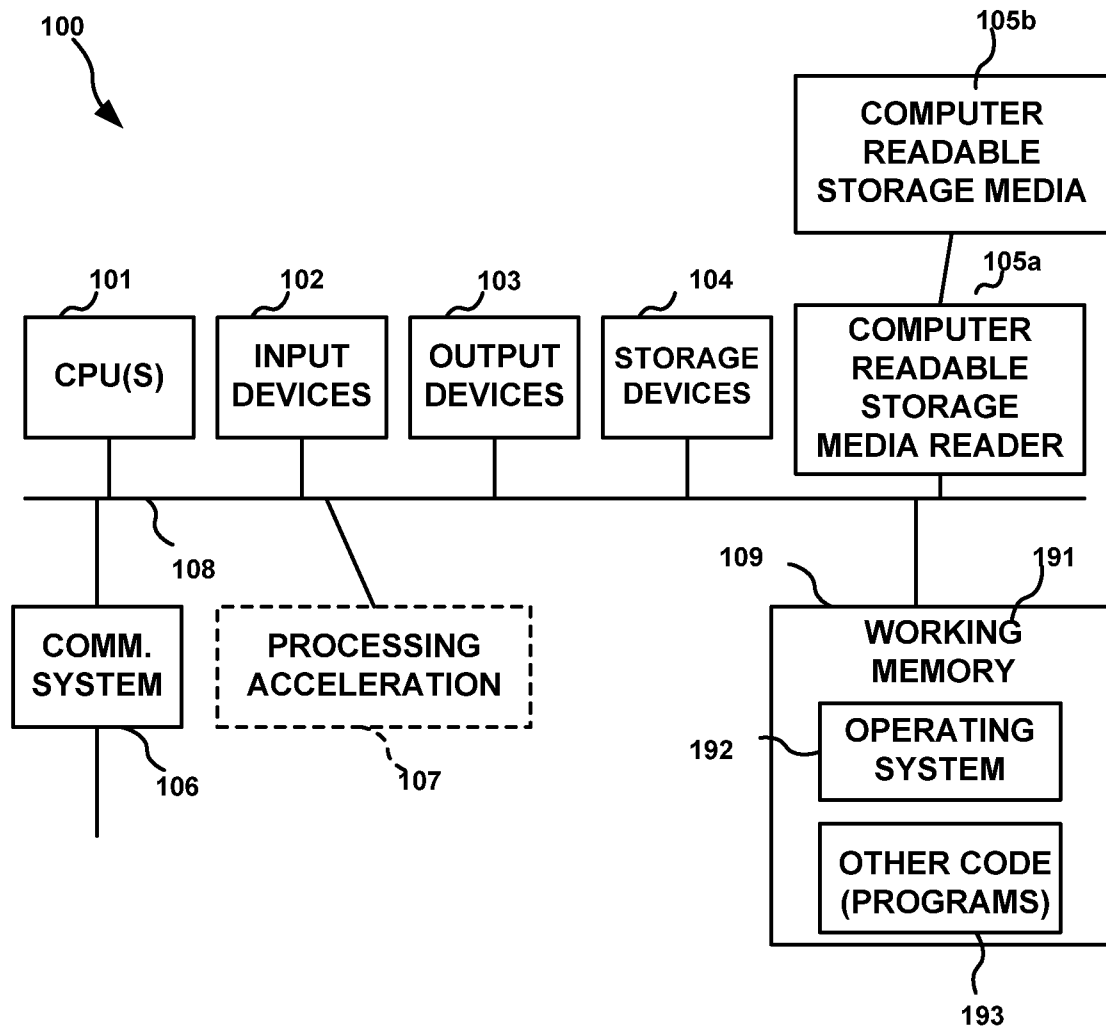 100
105b
COMPUTER
READABLE
STORAGE MEDIA
101
102
103
104
105a
CPU(S)
INPUT
DEVICES
OUTPUT
DEVICES
STORAGE
DEVICES
COMPUTER
READABLE
STORAGE
MEDIA READER
108
109
191
COMM.
SYSTEM
PROCESSING
ACCELERATION
WORKING
MEMORY
106
107
192
OPERATING
SYSTEM
OTHER CODE
(PROGRAMS)
193